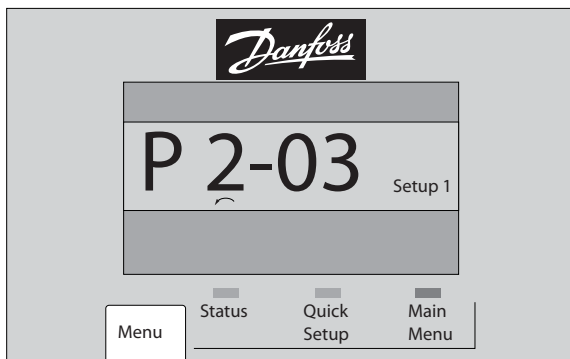 Danfoss
P 2-03
Setup 1
Status
Quick
Setup
Main
Menu
Menu